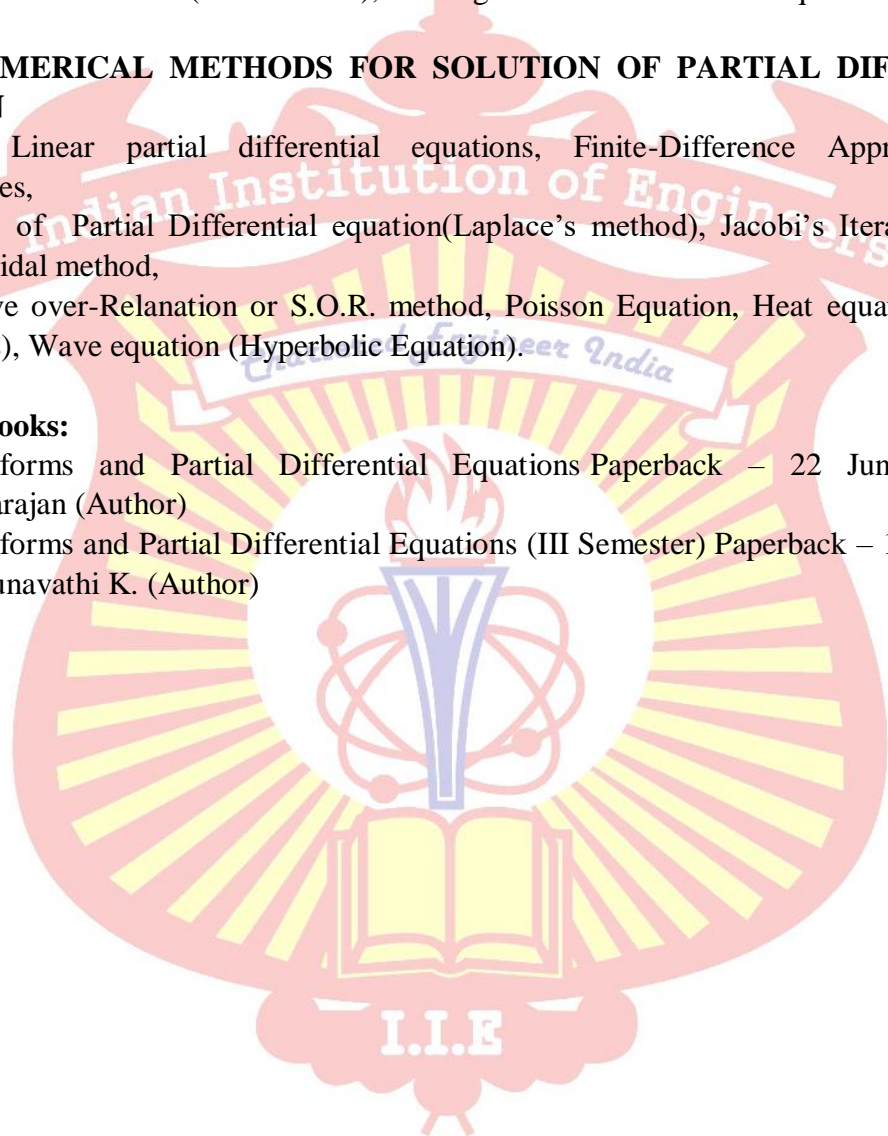 MERICAL METHODS FOR SOLUTION OF PARTIAL DIF
Linear partial differential equations, Finite-Difference Appr
es,
of Partial Differential equation(Laplace’s method), Jacobi’s Itera
idal method,
ve over-Relanation or S.O.R. method, Poisson Equation, Heat equa
), Wave equation (Hyperbolic Equation).
ooks:
forms and Partial Differential Equations Paperback – 22 Jun
arajan (Author)
forms and Partial Differential Equations (III Semester) Paperback – 1
unavathi K. (Author)
Indian Institution of Engineers
Chartered Engineer India
I.I.E